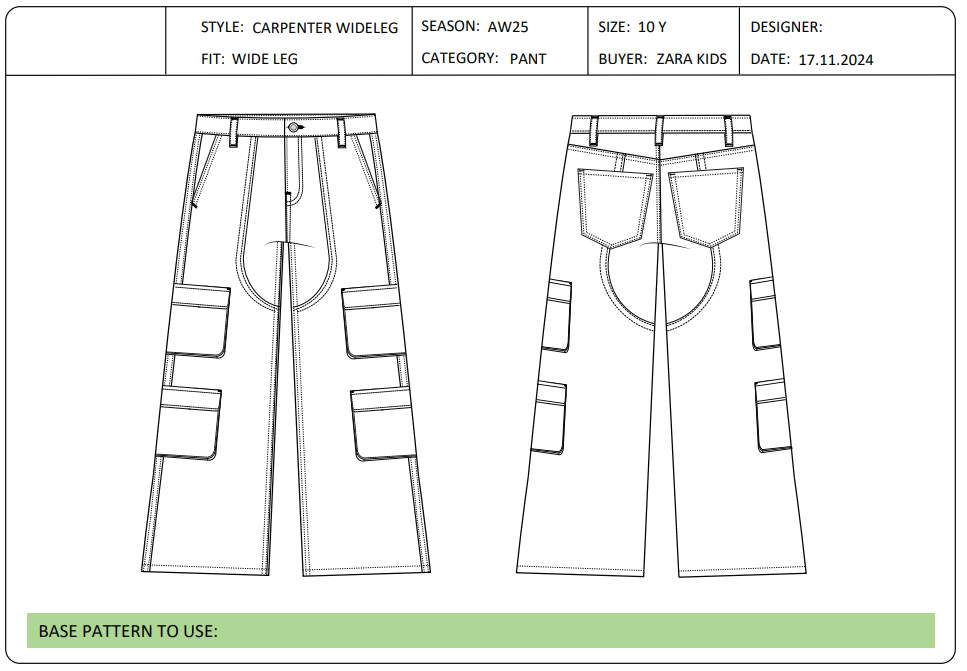 STYLE: CARPENTER WIDELEG
FIT: WIDE LEG
SEASON: AW25
CATEGORY: PANT
SIZE: 10 Y
BUYER: ZARA KIDS
DESIGNER:
DATE: 17.11.2024
BASE PATTERN TO USE: